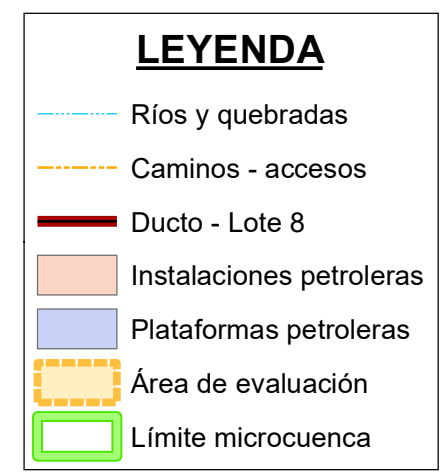 LEYENDA
Ríos y quebradas
Caminos - accesos
Ducto - Lote 8
Instalaciones petroleras
Plataformas petroleras
Área de evaluación
Límite microcuenca